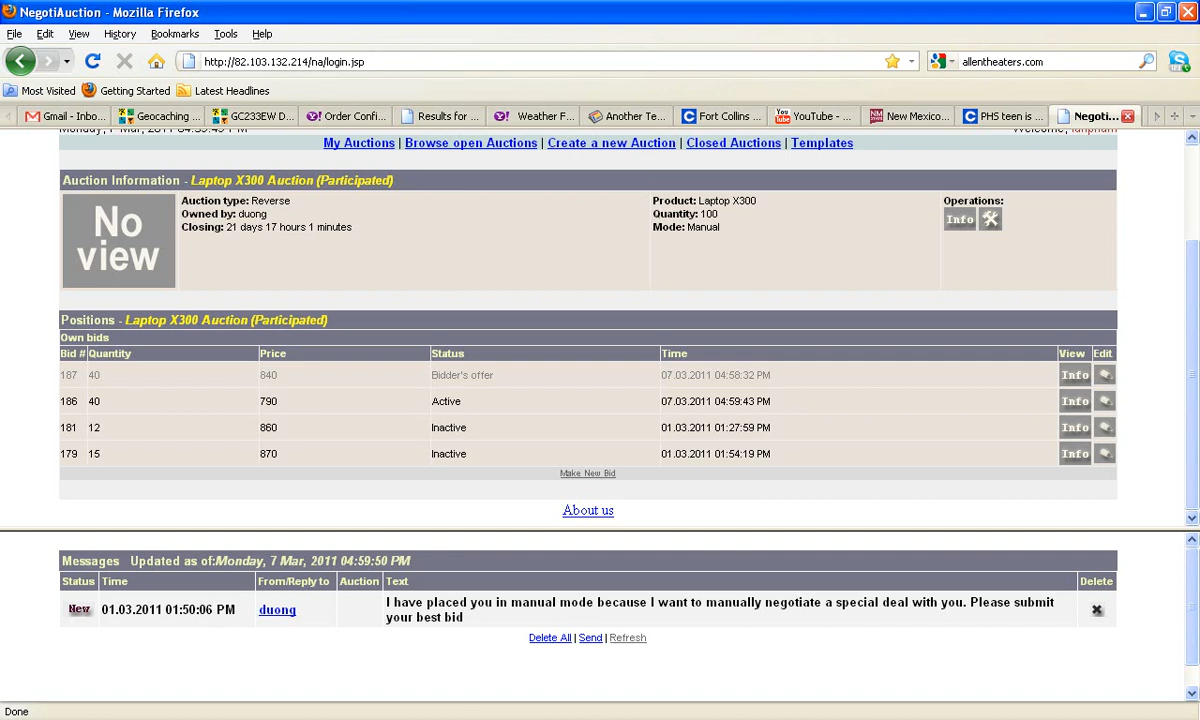 NegotiAuction - Mozilla Firefox
File Edit View History Bookmarks Tools Help
http://82.103.132.214/na/login.jsp
allentheaters.com
Most Visited Getting Started Latest Headlines
Gmail - Inbo... Geocaching ... GC233EW D... Order Confi... Results for ... Weather F... Another Te... Fort Collins ... YouTube - ... New Mexico... PHS teen is ... Negoti...
My Auctions | Browse open Auctions | Create a new Auction | Closed Auctions | Templates
Auction Information - Laptop X300 Auction (Participated)
No view
Auction type: Reverse
Owned by: duong
Closing: 21 days 17 hours 1 minutes
Product: Laptop X300
Quantity: 100
Mode: Manual
Operations:
Info
Positions - Laptop X300 Auction (Participated)
Own bids
Bid # Quantity Price Status Time View Edit
187 40 840 Bidder's offer 07.03.2011 04:58:32 PM Info
186 40 790 Active 07.03.2011 04:59:43 PM Info
181 12 860 Inactive 01.03.2011 01:27:59 PM Info
179 15 870 Inactive 01.03.2011 01:54:19 PM Info
Make New Bid
About us
Messages Updated as of:Monday, 7 Mar, 2011 04:59:50 PM
Status Time From/Reply to Auction Text Delete
New 01.03.2011 01:50:06 PM duong I have placed you in manual mode because I want to manually negotiate a special deal with you. Please submit
your best bid
Delete All | Send | Refresh
Done